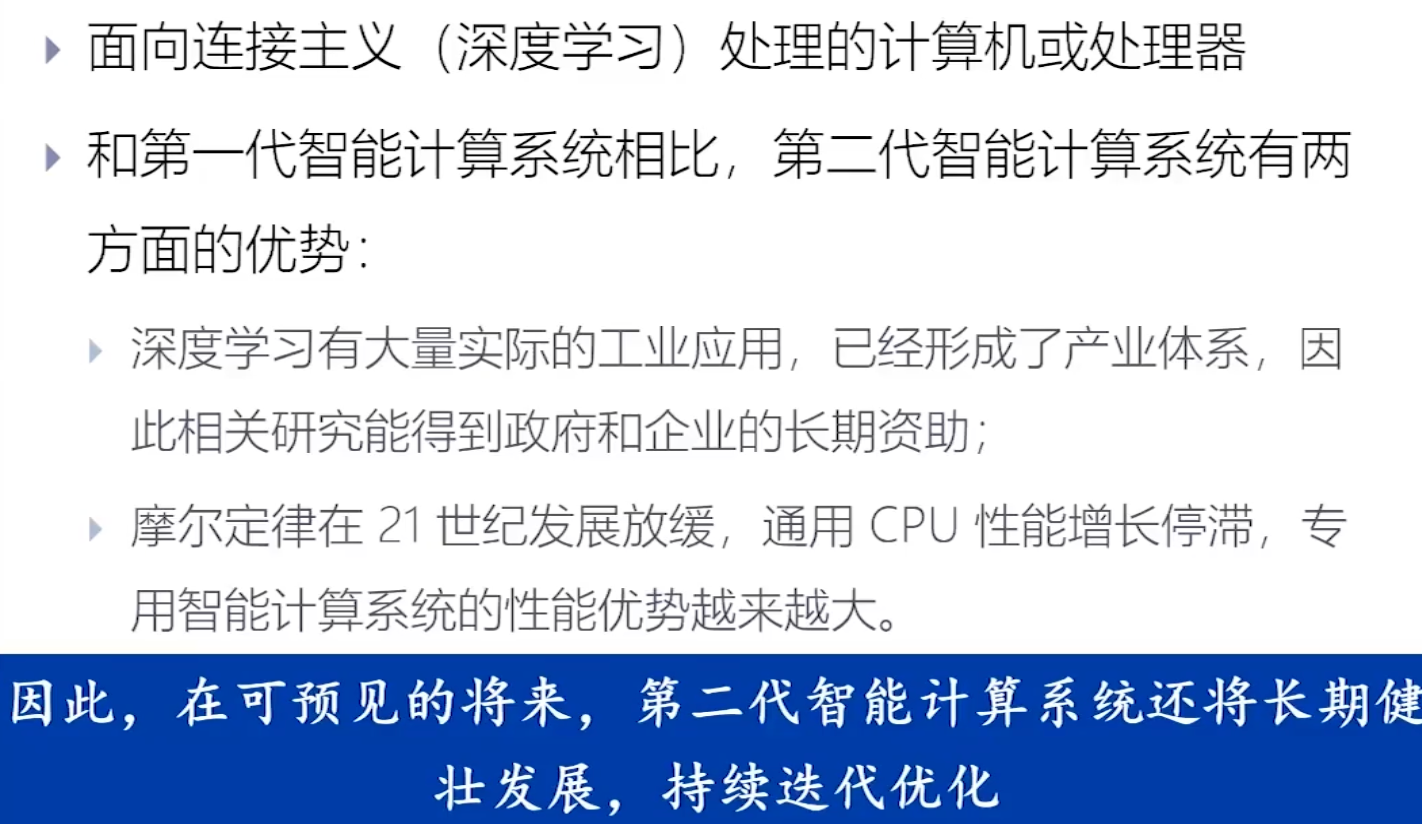 面向连接主义（深度学习）处理的计算机或处理器
和第一代智能计算系统相比，第二代智能计算系统有两
方面的优势：
深度学习有大量实际的工业应用，已经形成了产业体系，因
此相关研究能得到政府和企业的长期资助；
摩尔定律在 21 世纪发展放缓，通用 CPU 性能增长停滞，专
用智能计算系统的性能优势越来越大。
因此，在可预见的将来，第二代智能计算系统还将长期健
壮发展，持续迭代优化